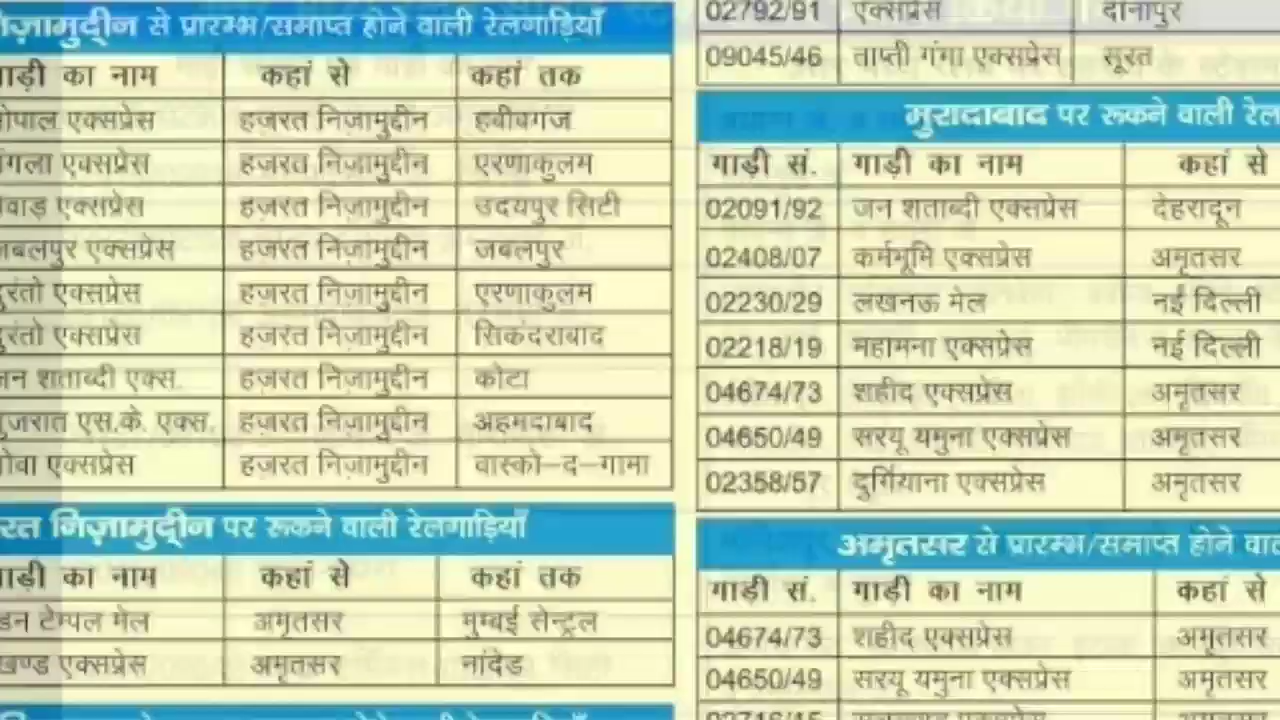 से प्रारम्भ/समाप्त होने वाली रेलगाड़ियाँ
का नाम कहां से कहां तक
एक्सप्रेस हजरत निज़ामुद्दीन हबीबगंज
एक्सप्रेस हजरत निज़ामुद्दीन एरणाकुलम
एक्सप्रेस हजरत निज़ामुद्दीन उदयपुर सिटी
एक्सप्रेस हजरत निज़ामुद्दीन जबलपुर
एक्सप्रेस हजरत निज़ामुद्दीन एरणाकुलम
एक्सप्रेस हजरत निज़ामुद्दीन सिकंदराबाद
शताब्दी एक्स. हजरत निज़ामुद्दीन कोटा
एस.के. एक्स. हजरत निज़ामुद्दीन अहमदाबाद
एक्सप्रेस हजरत निज़ामुद्दीन वास्को–द–गामा
निज़ामुद्दीन पर रूकने वाली रेलगाड़ियाँ
का नाम कहां से कहां तक
टेम्पल मेल अमृतसर मुम्बई सेन्ट्रल
एक्सप्रेस अमृतसर नांदेड
02792/91 एक्सप्रेस दानापुर
09045/46 ताप्ती गंगा एक्सप्रेस सूरत
मुरादाबाद पर रूकने वाली
गाड़ी सं. गाड़ी का नाम कहां से
02091/92 जन शताब्दी एक्सप्रेस देहरादून
02408/07 कर्मभूमि एक्सप्रेस अमृतसर
02230/29 लखनऊ मेल नई दिल्ली
02218/19 महामना एक्सप्रेस नई दिल्ली
04674/73 शहीद एक्सप्रेस अमृतसर
04650/49 सरयू यमुना एक्सप्रेस अमृतसर
02358/57 दुर्गियाना एक्सप्रेस अमृतसर
अमृतसर से प्रारम्भ/समाप्त होने
गाड़ी सं. गाड़ी का नाम कहां से
04674/73 शहीद एक्सप्रेस अमृतसर
04650/49 सरयू यमुना एक्सप्रेस अमृतसर